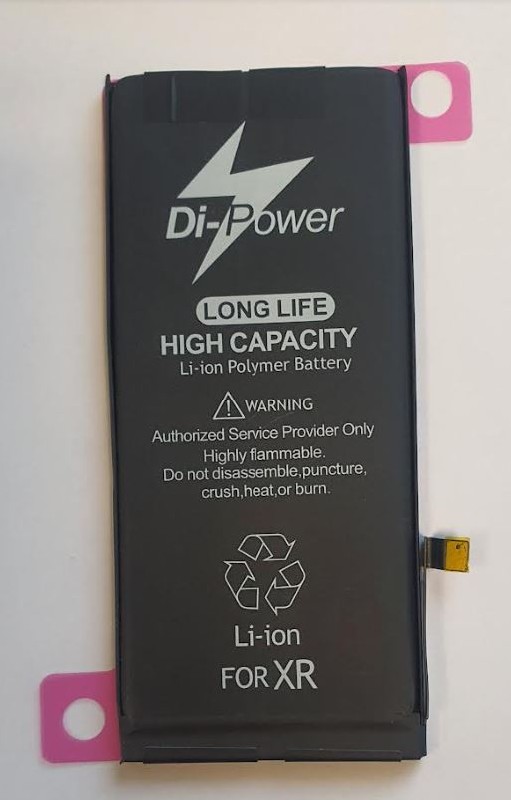 Di-Power
LONG LIFE
HIGH CAPACITY
Li-ion Polymer Battery
WARNING
Authorized Service Provider Only
Highly flammable.
Do not disassemble,puncture,
crush,heat,or burn.
Li-ion
FOR XR